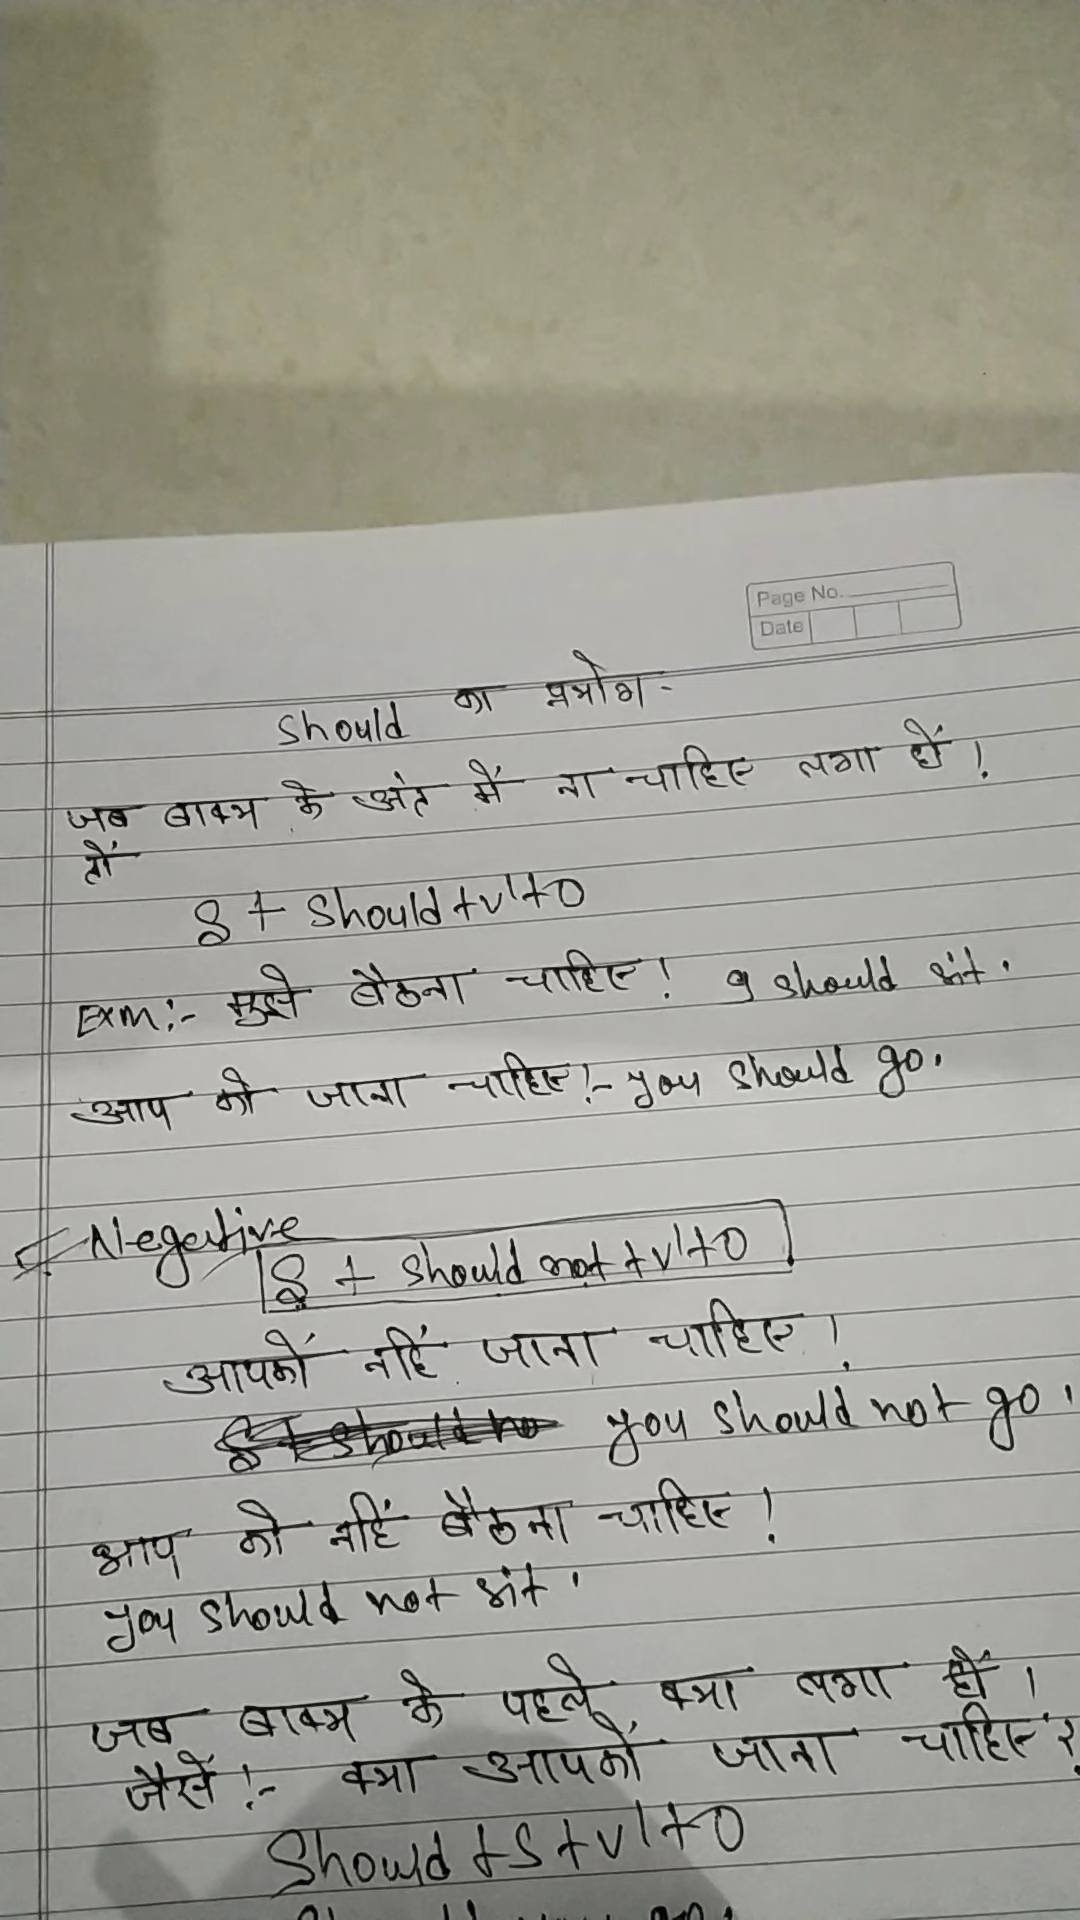 Page No.
Date
Should का प्रयोग -
जब बाक्य के अंत में ना चाहिए लगा हों।
तों
S + Should + v1 + O
Exm:- मुझे बैठना चाहिए! I should sit.
आप को जाना चाहिए!- you should go.
Negative
S + should not + v1 + O
आपकों नहिं जाना चाहिए।
S + should no you should not go.
आप को नहिं बैठना चाहिए!
you should not sit.
जब बाक्य के पहले क्या लगा हों।
जैसें:- क्या आपकों जाना चाहिए?
Should + S + v1 + O